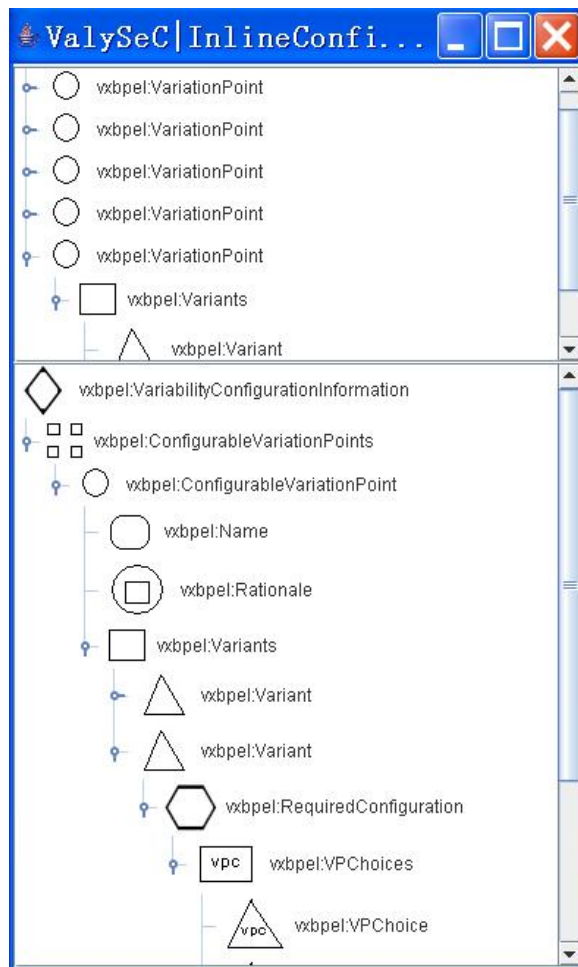 ValySeC|InlineConfi...
vxbpel:VariationPoint
vxbpel:VariationPoint
vxbpel:VariationPoint
vxbpel:VariationPoint
vxbpel:VariationPoint
vxbpel:Variants
vxbpel:Variant
vxbpel:VariabilityConfigurationInformation
vxbpel:ConfigurableVariationPoints
vxbpel:ConfigurableVariationPoint
vxbpel:Name
vxbpel:Rationale
vxbpel:Variants
vxbpel:Variant
vxbpel:Variant
vxbpel:RequiredConfiguration
vpc vxbpel:VPChoices
vpc vxbpel:VPChoice